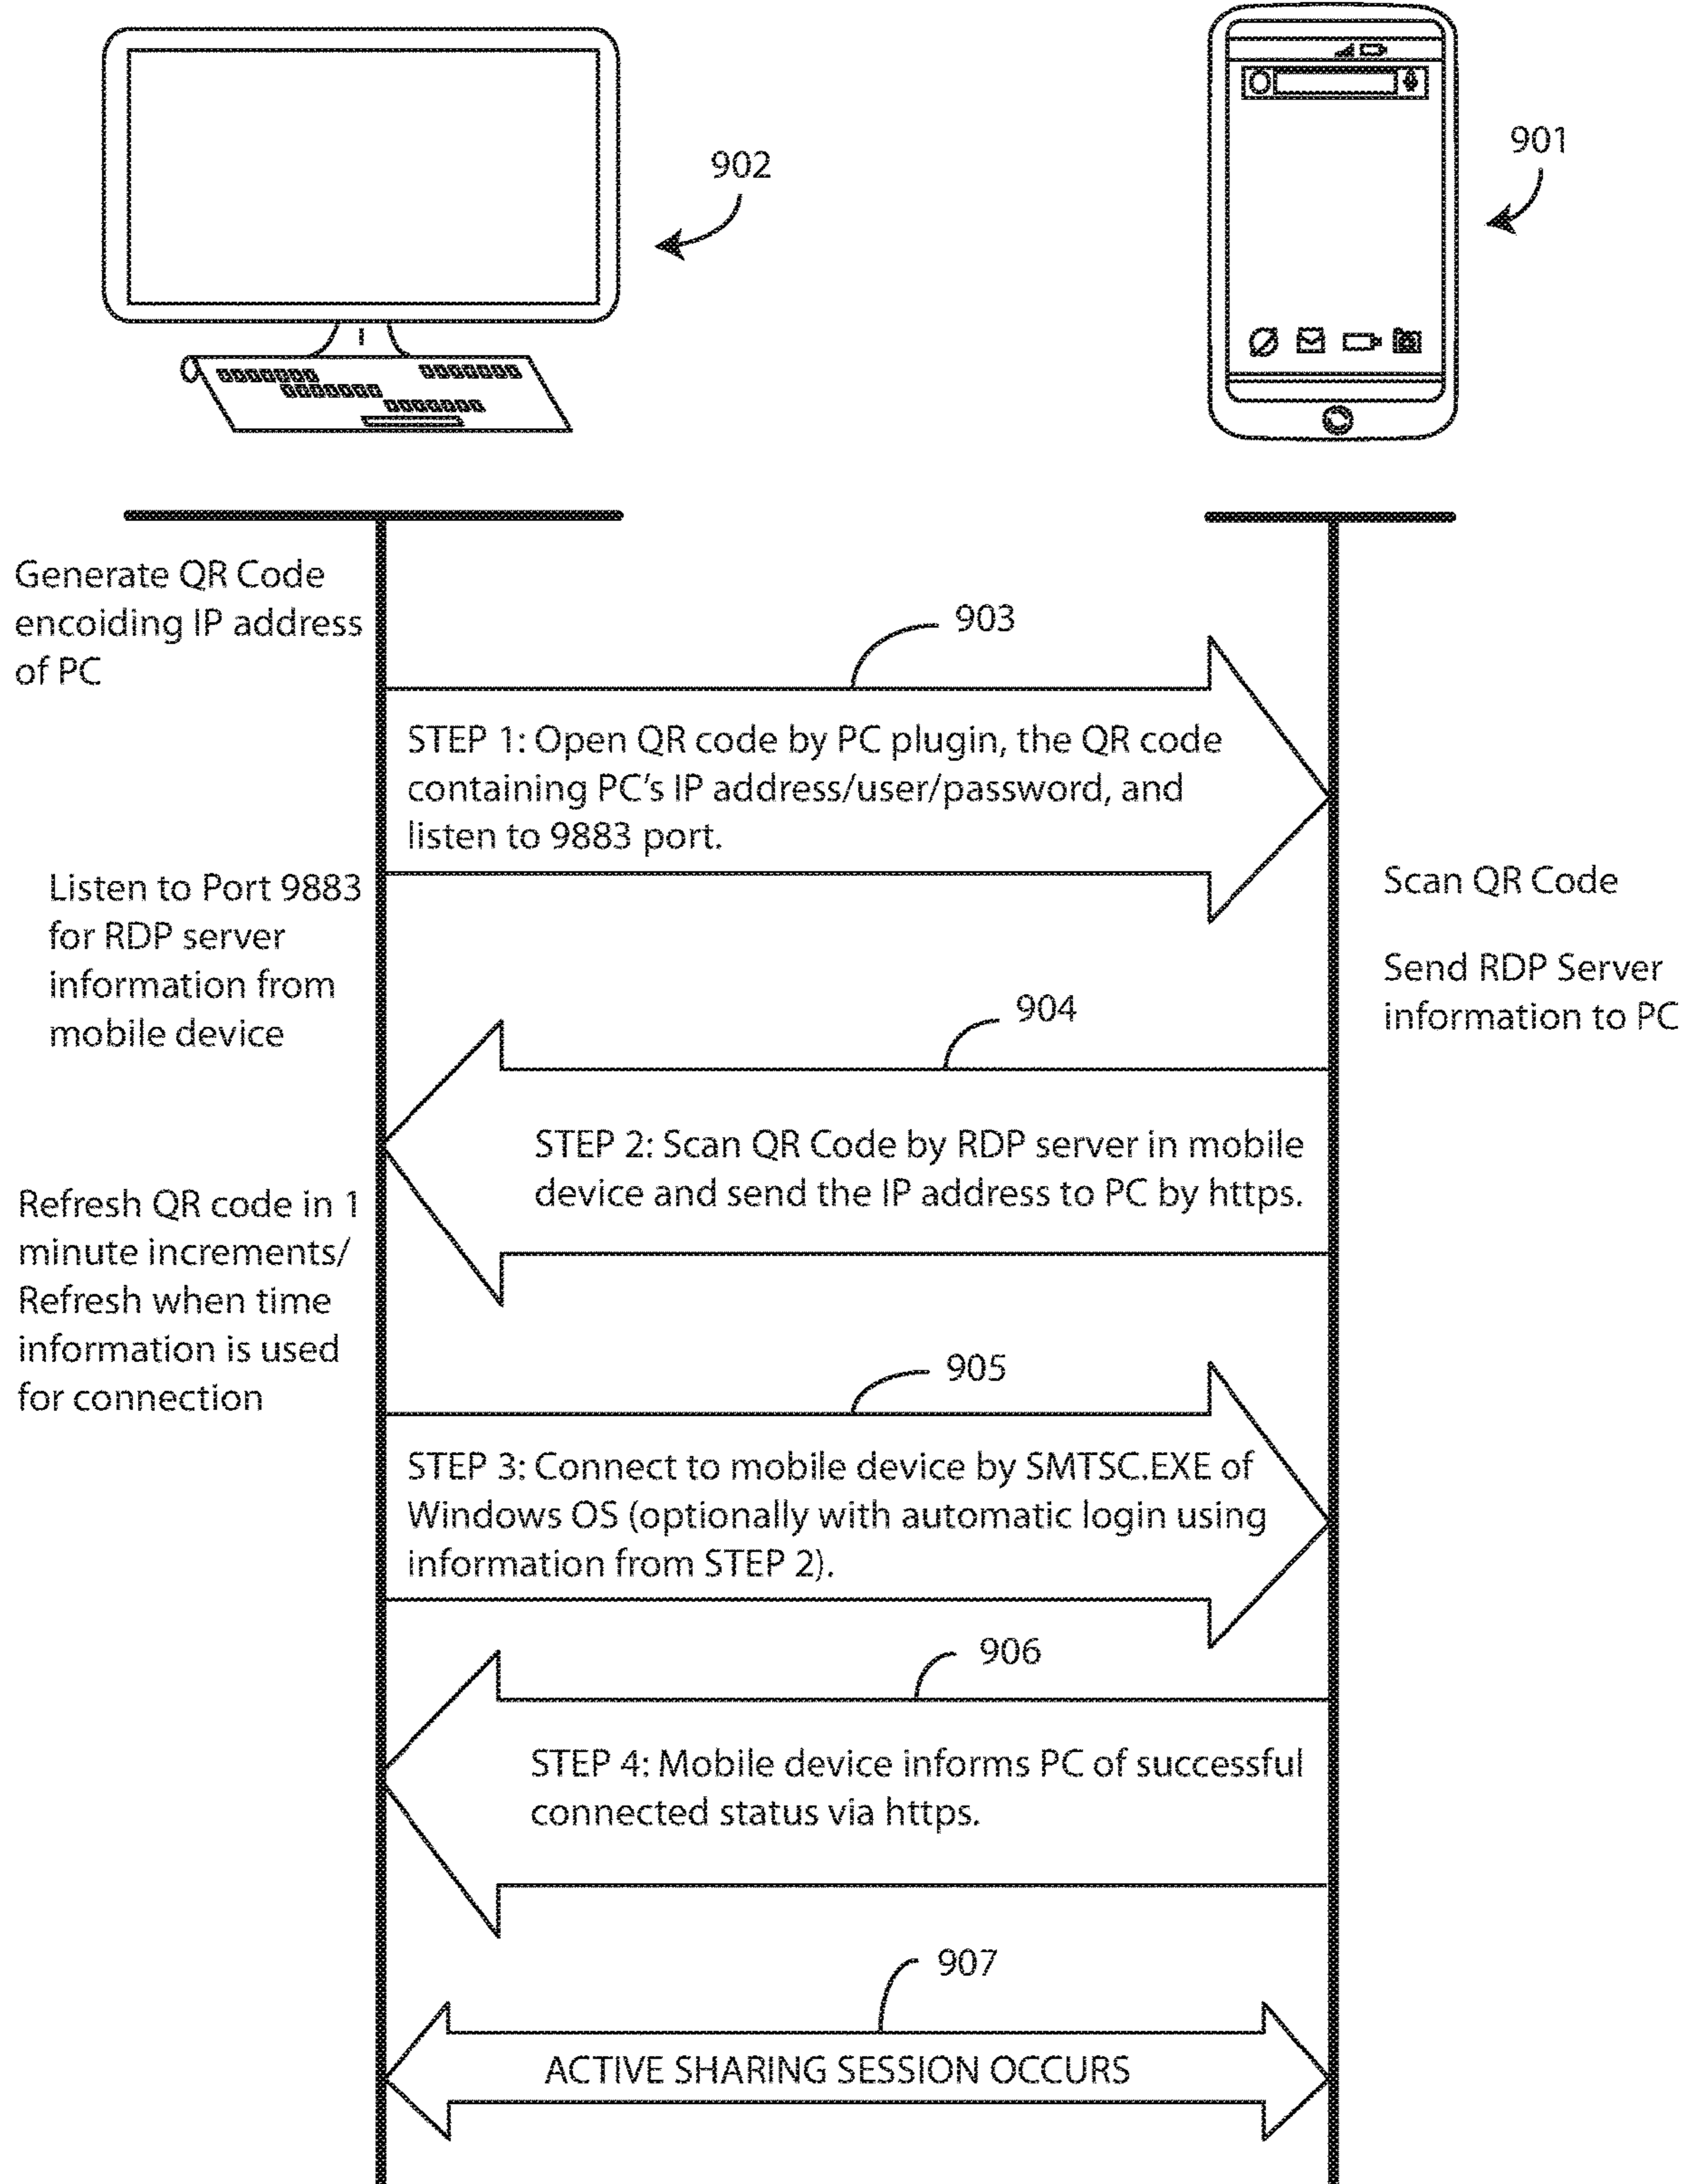 902
901
Generate QR Code
encoiding IP address
of PC
903
STEP 1: Open QR code by PC plugin, the QR code
containing PC's IP address/user/password, and
listen to 9883 port.
Listen to Port 9883
for RDP server
information from
mobile device
Scan QR Code
Send RDP Server
information to PC
904
STEP 2: Scan QR Code by RDP server in mobile
device and send the IP address to PC by https.
Refresh QR code in 1
minute increments/
Refresh when time
information is used
for connection
905
STEP 3: Connect to mobile device by SMTSC.EXE of
Windows OS (optionally with automatic login using
information from STEP 2).
906
STEP 4: Mobile device informs PC of successful
connected status via https.
907
ACTIVE SHARING SESSION OCCURS